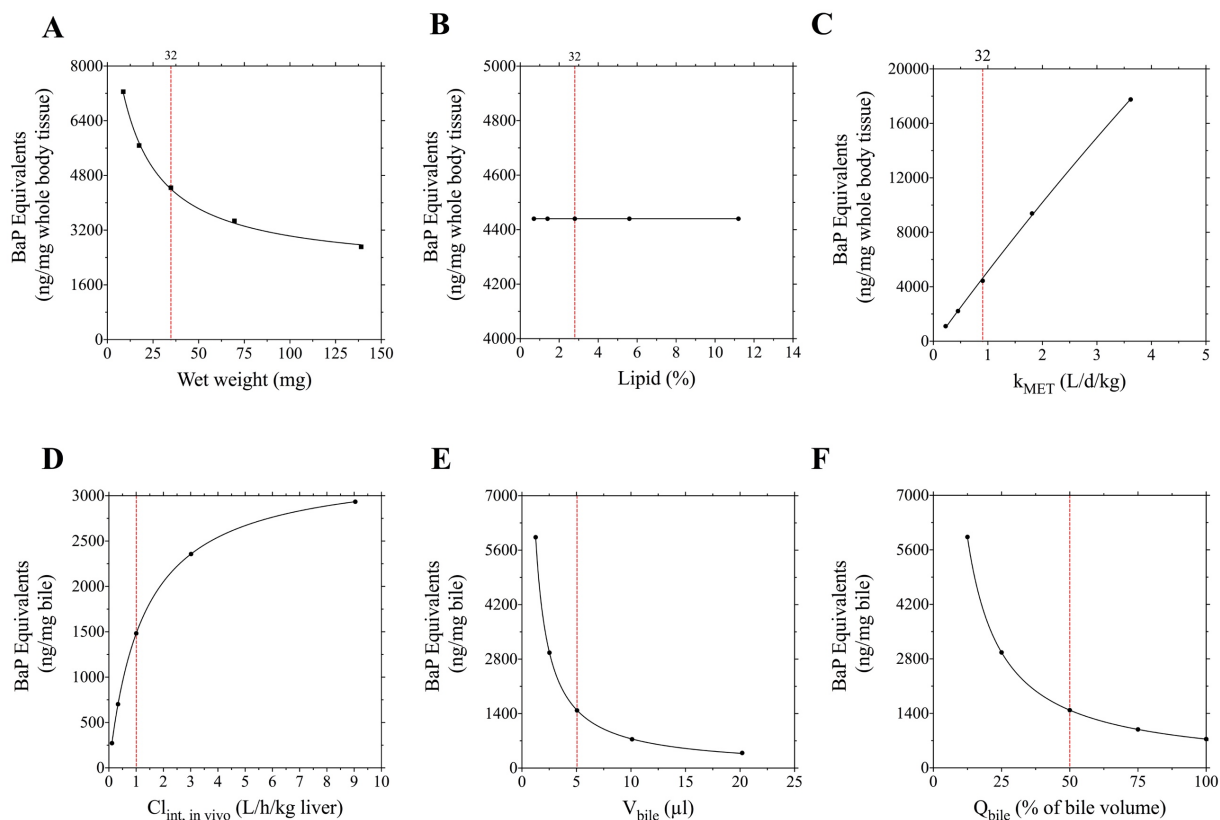 A
32
8000
6400
4800
3200
1600
0
BaP Equivalents
(ng/mg whole body tissue)
0 25 50 75 100 125 150
Wet weight (mg)
B
32
5000
4800
4600
4400
4200
4000
BaP Equivalents
(ng/mg whole body tissue)
0 2 4 6 8 10 12 14
Lipid (%)
C
32
20000
16000
12000
8000
4000
0
BaP Equivalents
(ng/mg whole body tissue)
0 1 2 3 4 5
kMET (L/d/kg)
D
3000
2500
2000
1500
1000
500
0
BaP Equivalents
(ng/mg bile)
0 1 2 3 4 5 6 7 8 9 10
Clint, in vivo (L/h/kg liver)
E
7000
5600
4200
2800
1400
0
BaP Equivalents
(ng/mg bile)
0 5 10 15 20 25
Vbile (µl)
F
7000
5600
4200
2800
1400
0
BaP Equivalents
(ng/mg bile)
0 25 50 75 100
Qbile (% of bile volume)